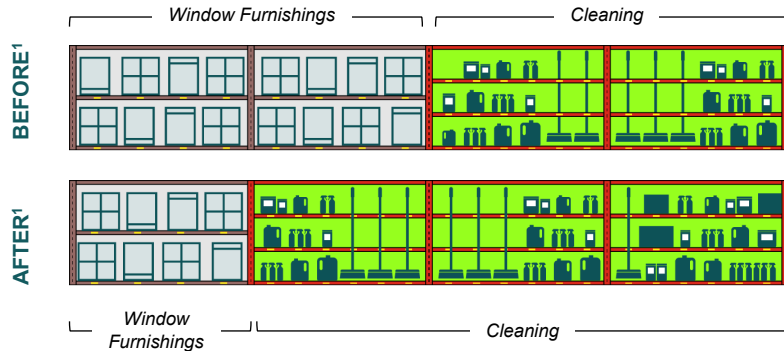 Window Furnishings
Cleaning
BEFORE¹
AFTER¹
Window
Furnishings
Cleaning